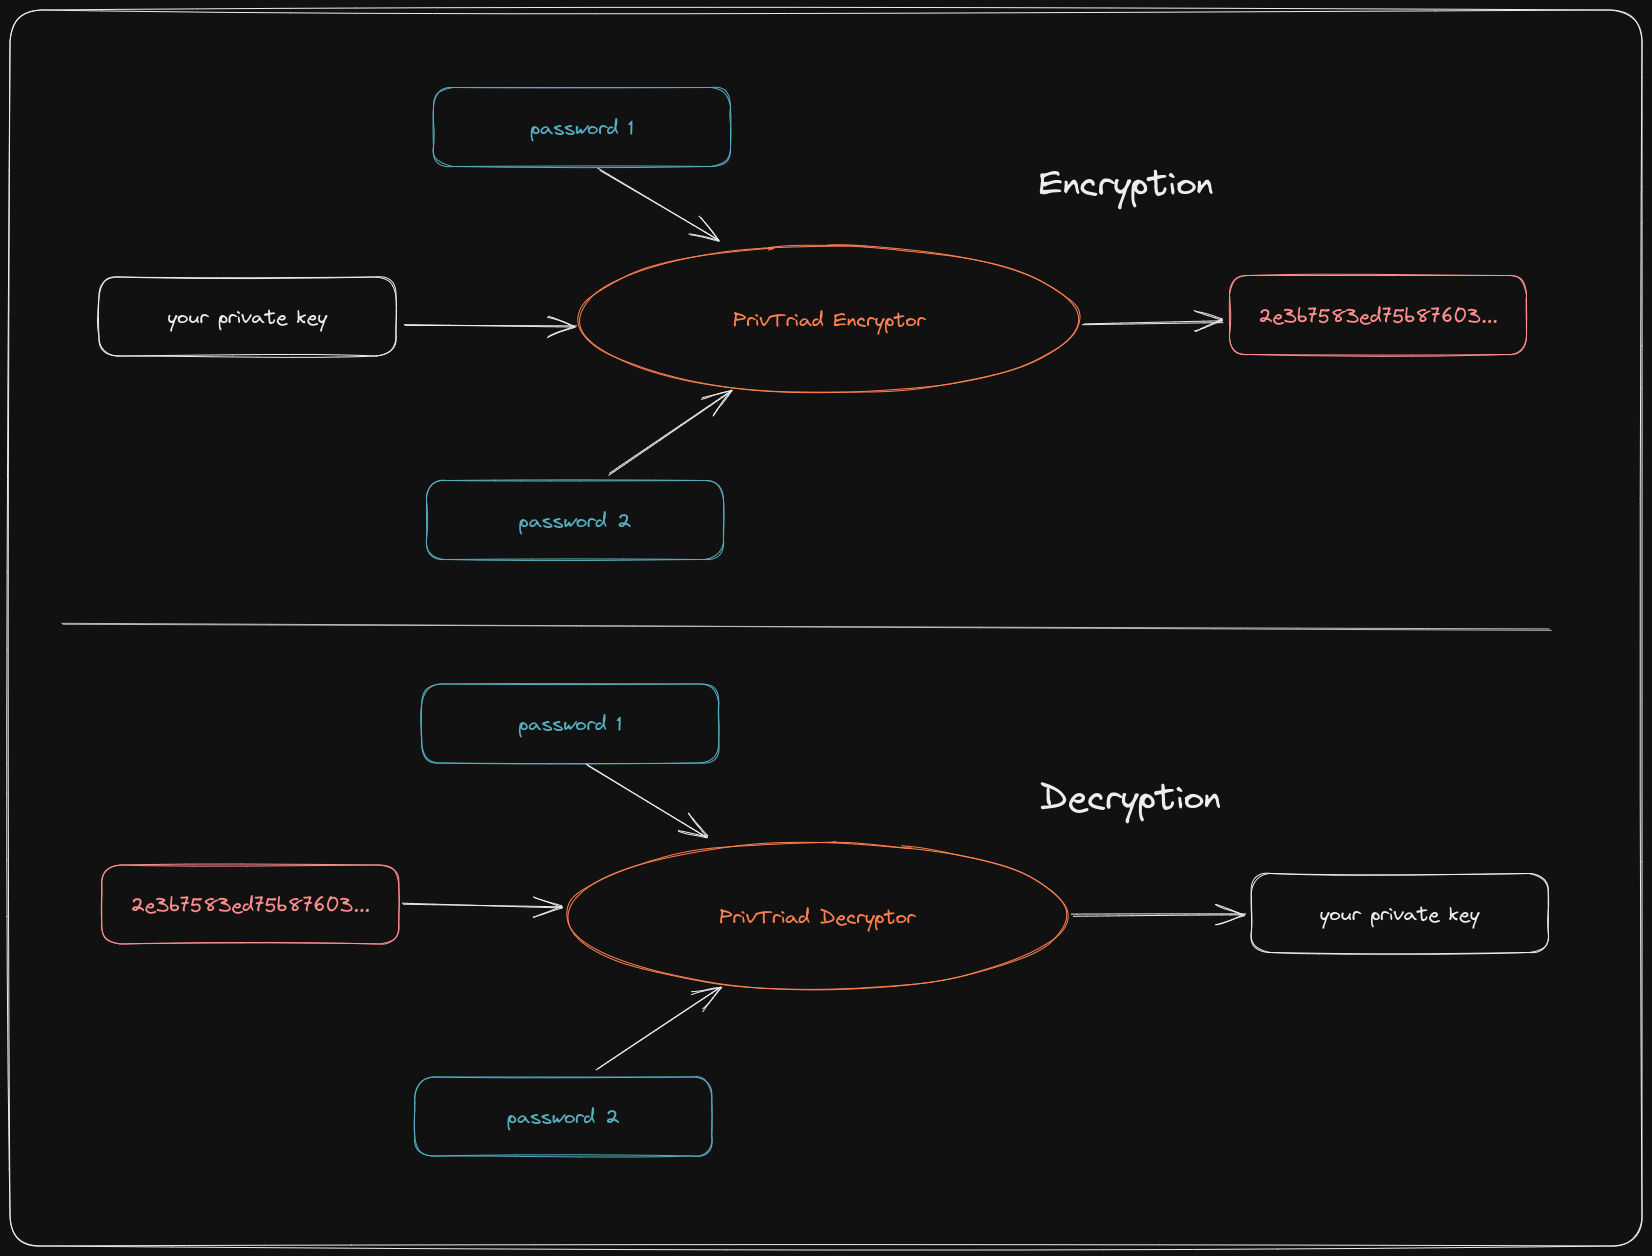 password 1
Encryption
your private key
PrivTriad Encryptor
2e3b7583ed75b87603...
password 2
password 1
Decryption
2e3b7583ed75b87603...
PrivTriad Decryptor
your private key
password 2